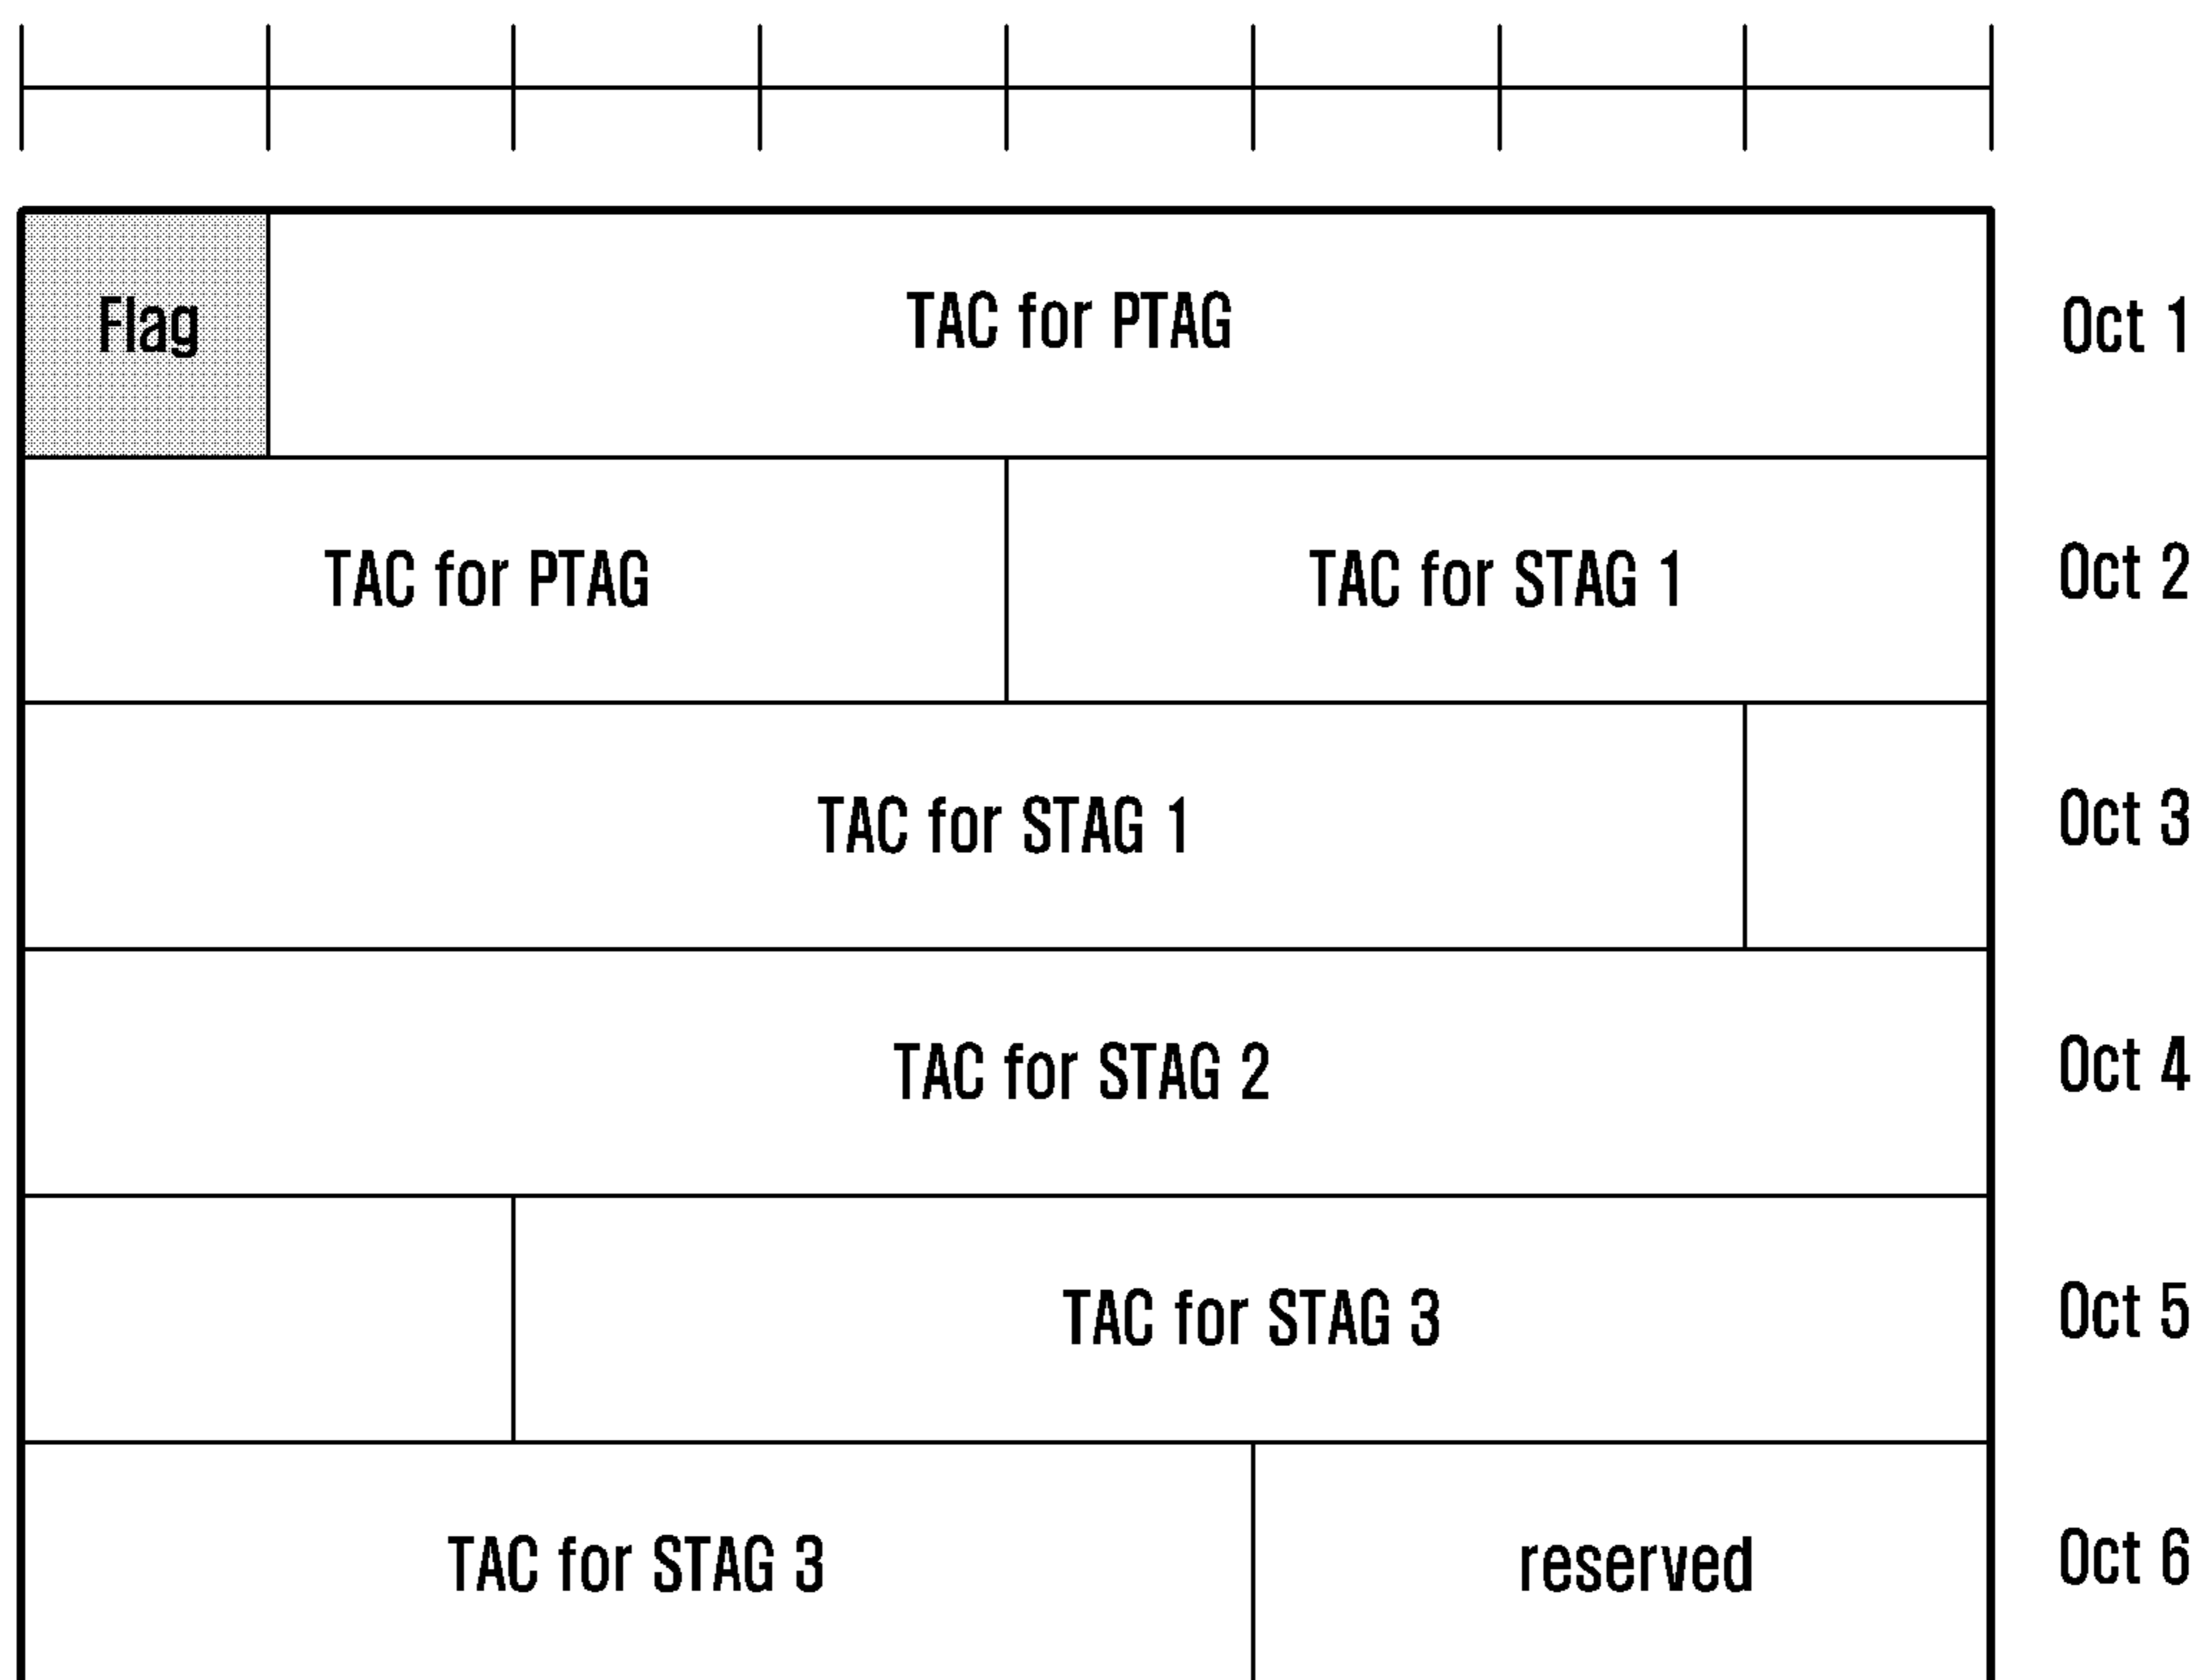 Flag TAC for PTAG Oct 1
TAC for PTAG TAC for STAG 1 Oct 2
TAC for STAG 1 Oct 3
TAC for STAG 2 Oct 4
TAC for STAG 3 Oct 5
TAC for STAG 3 reserved Oct 6